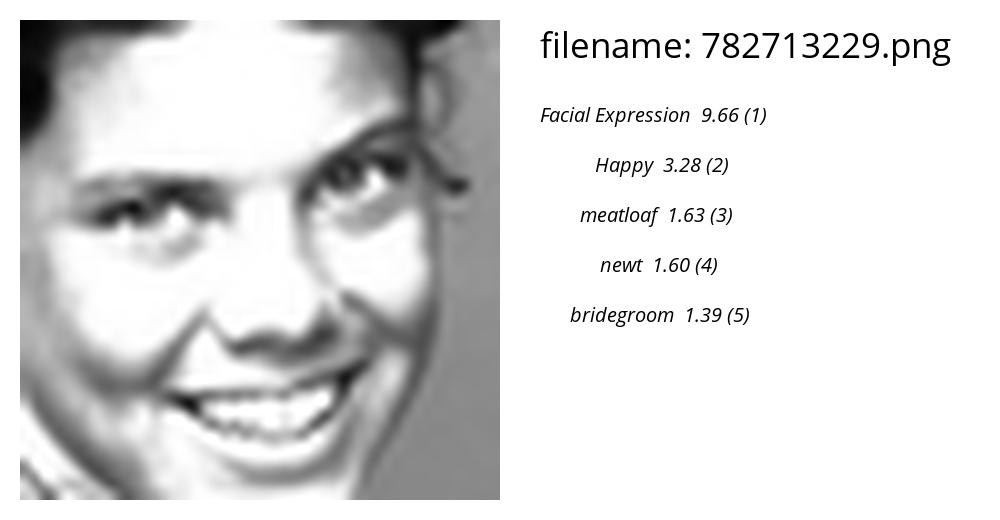 filename: 782713229.png
Facial Expression 9.66 (1)
Happy 3.28 (2)
meatloaf 1.63 (3)
newt 1.60 (4)
bridegroom 1.39 (5)